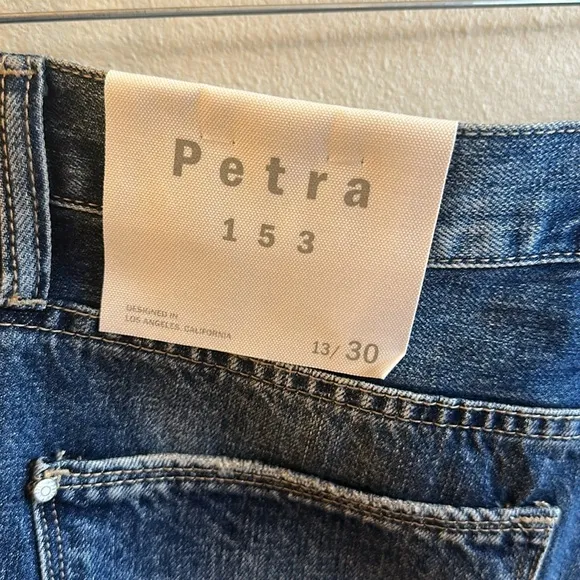 Petra
153
DESIGNED IN
LOS ANGELES, CALIFORNIA
13/ 30